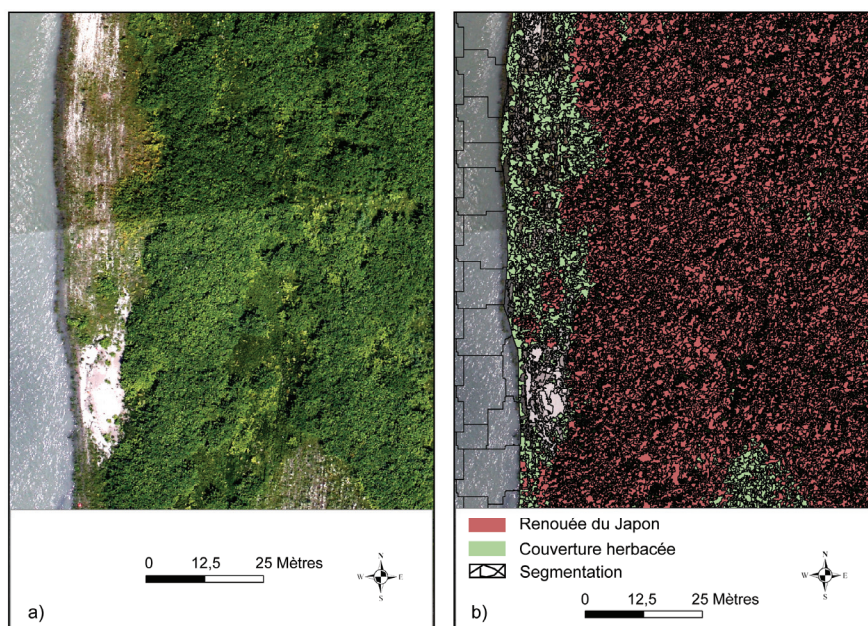 0 12,5 25 Mètres
N
W E
S
a)
Renouée du Japon
Couverture herbacée
Segmentation
N
W E
S
0 12,5 25 Mètres
b)